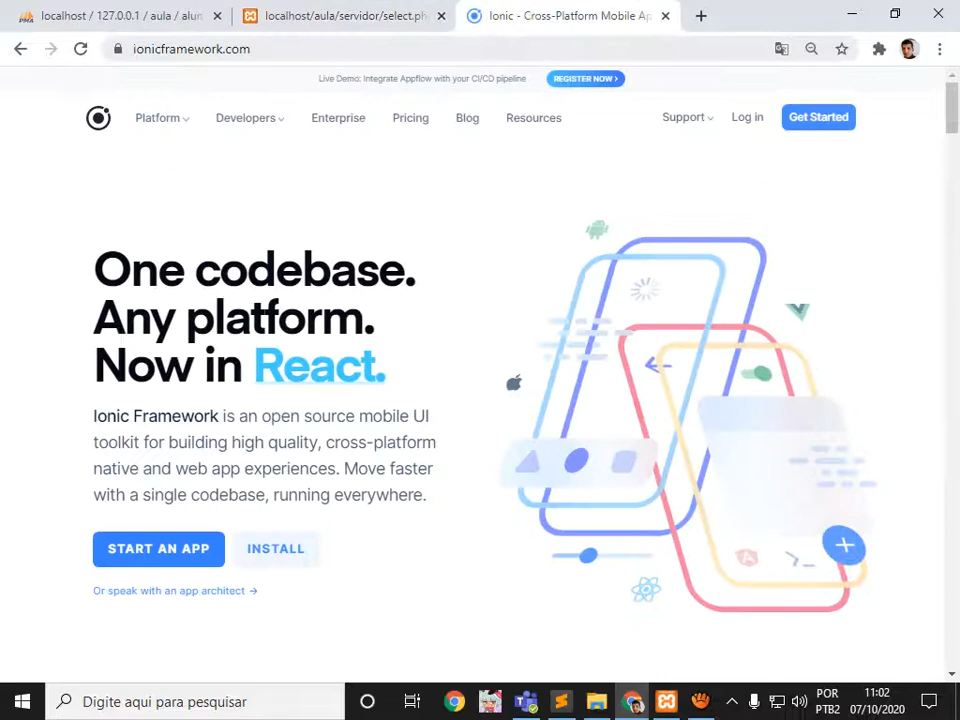 localhost / 127.0.0.1 / aula / alun
localhost/aula/servidor/select.ph
Ionic - Cross-Platform Mobile Ap
ionicframework.com
Live Demo: Integrate Appflow with your CI/CD pipeline
REGISTER NOW ›
Platform
Developers
Enterprise
Pricing
Blog
Resources
Support
Log in
Get Started
One codebase.
Any platform.
Now in React.
Ionic Framework is an open source mobile UI
toolkit for building high quality, cross-platform
native and web app experiences. Move faster
with a single codebase, running everywhere.
START AN APP
INSTALL
Or speak with an app architect →
Digite aqui para pesquisar
POR
PTB2
11:02
07/10/2020